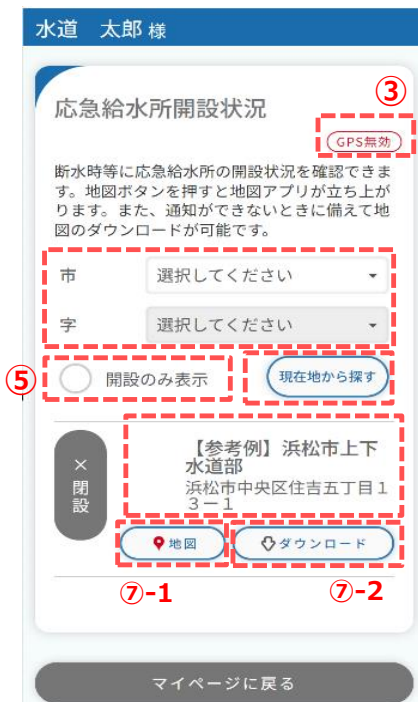 水道　太郎 様
③
応急給水所開設状況
GPS無効
断水時等に応急給水所の開設状況を確認できま
す。地図ボタンを押すと地図アプリが立ち上が
ります。また、通知ができないときに備えて地
図のダウンロードが可能です。
市 選択してください
字 選択してください
⑤ 開設のみ表示 現在地から探す
×閉設
【参考例】浜松市上下
水道部
浜松市中央区住吉五丁目１
３－１
地図 ダウンロード
⑦-1 ⑦-2
マイページに戻る